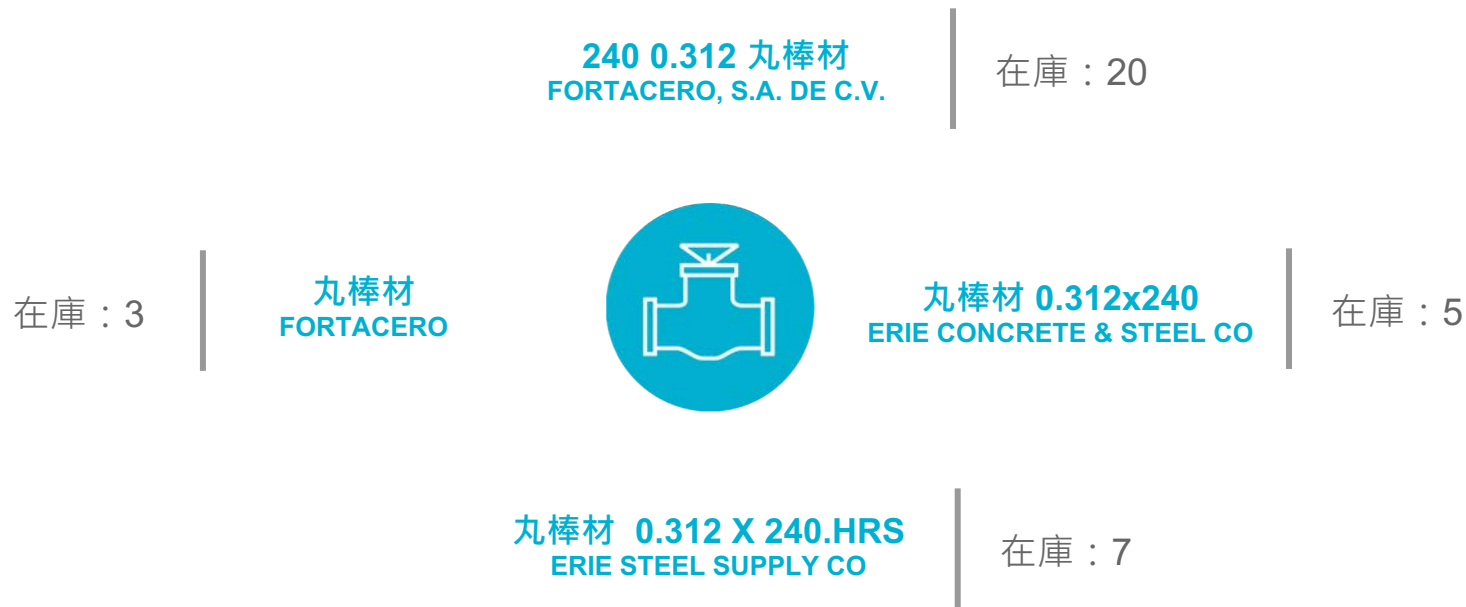 240 0.312 丸棒材
FORTACERO, S.A. DE C.V.
在庫：20
在庫：3
丸棒材
FORTACERO
丸棒材 0.312x240
ERIE CONCRETE & STEEL CO
在庫：5
丸棒材 0.312 X 240.HRS
ERIE STEEL SUPPLY CO
在庫：7